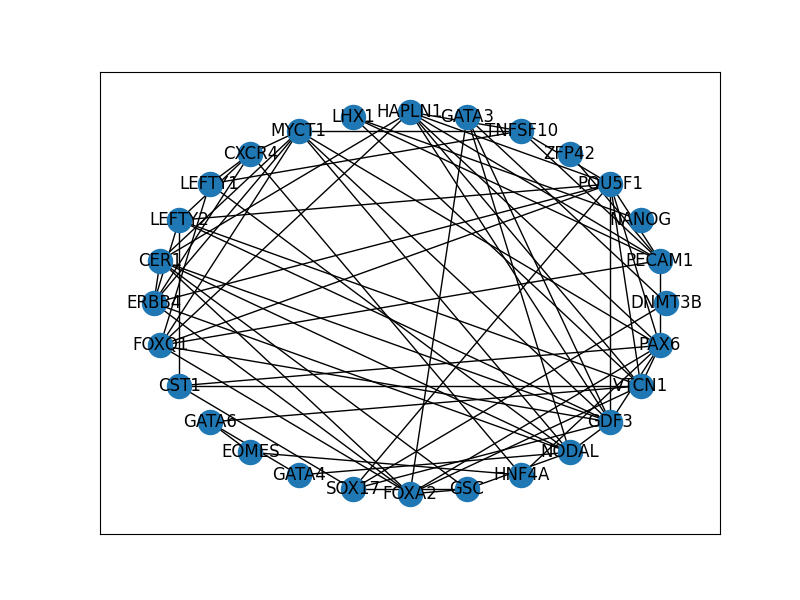 HAPLN1
LHX1
GATA3
MYCT1
TNFSF10
CXCR4
ZFP42
LEFTY1
POU5F1
LEFTY2
NANOG
CER1
PECAM1
ERBB4
DNMT3B
FOXO1
PAX6
CST1
VTCN1
GATA6
GDF3
EOMES
NODAL
GATA4
HNF4A
SOX17
GSC
FOXA2